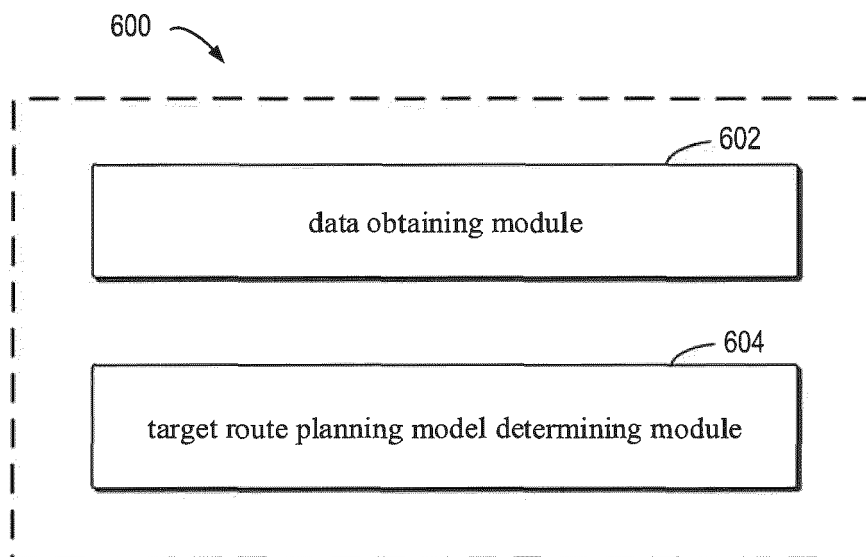 600
602
data obtaining module
604
target route planning model determining module